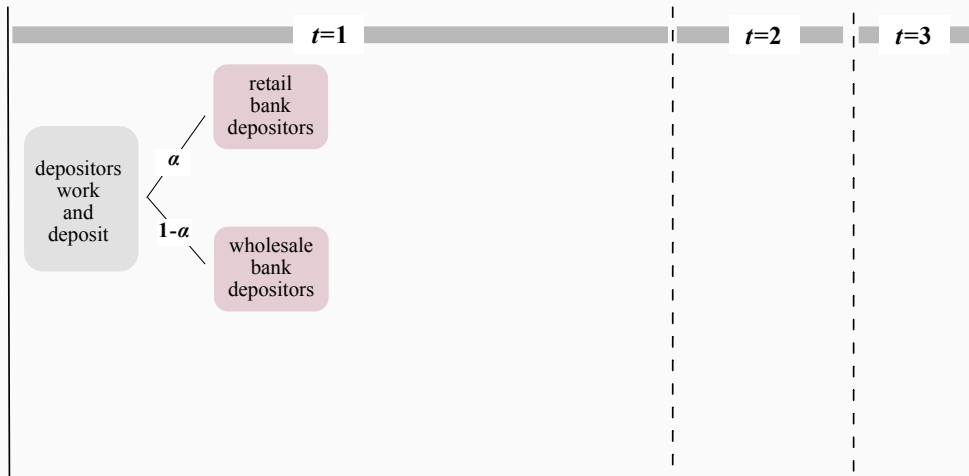 t=1
t=2
t=3
retail
bank
depositors
α
depositors
work
and
deposit
1-α
wholesale
bank
depositors